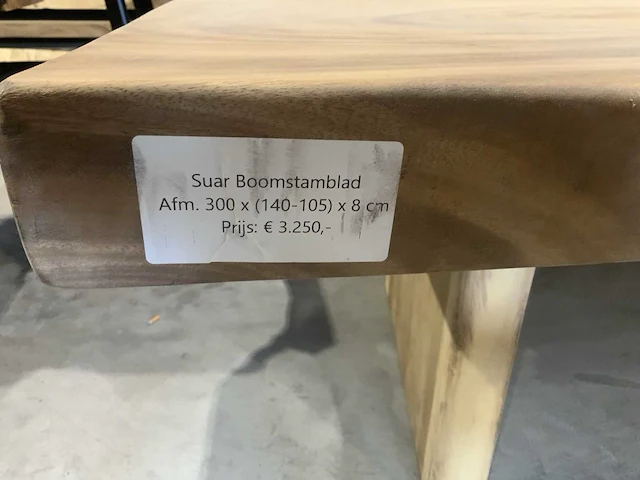 Suar Boomstamblad
Afm. 300 x (140-105) x 8 cm
Prijs: € 3.250,-